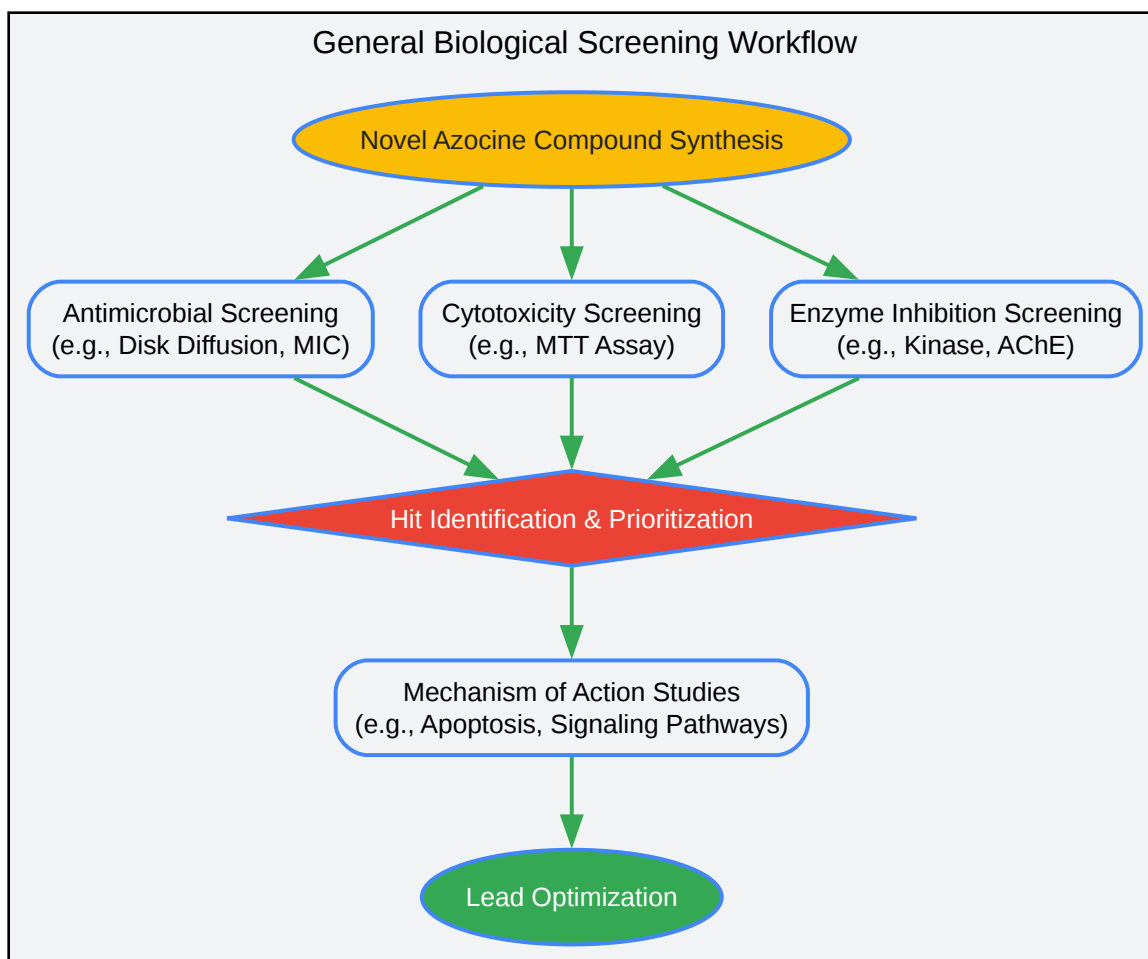 General Biological Screening Workflow
Novel Azocine Compound Synthesis
Antimicrobial Screening
(e.g., Disk Diffusion, MIC)
Cytotoxicity Screening
(e.g., MTT Assay)
Enzyme Inhibition Screening
(e.g., Kinase, AChE)
Hit Identification & Prioritization
Mechanism of Action Studies
(e.g., Apoptosis, Signaling Pathways)
Lead Optimization